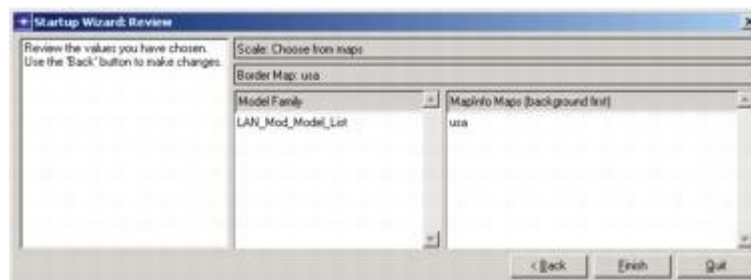 Startup Wizard: Review
Review the values you have chosen.
Use the 'Back' button to make changes.
Scale: Choose from maps
Border Map: usa
Model Family
LAN_Mod_Model_List
MapInfo Maps (background first)
usa
< Back
Finish
Quit